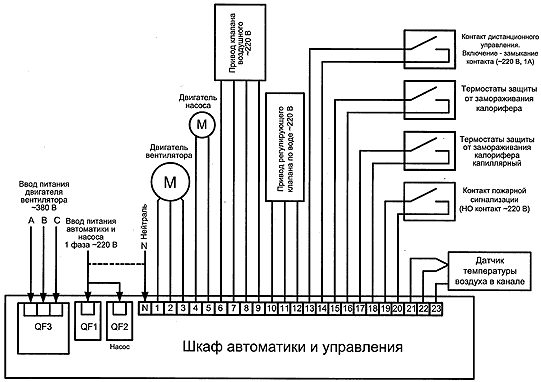 Привод клапана
воздушного
~220 В
Контакт дистанционного
управления.
Включение - замыкание
контакта (~220 В, 1А)
Двигатель
насоса
М
Привод регулирующего
клапана по воде ~220 В
Термостаты защиты
от замораживания
калорифера
Двигатель
вентилятора
М
Термостаты защиты
от замораживания
калорифера
капиллярный
Ввод питания
двигателя
вентилятора
~380 В
А В С
Ввод питания
автоматики и
насоса
1 фаза ~220 В
Нейтраль
N
Контакт пожарной
сигнализации
(НО контакт ~220 В)
Датчик
температуры
воздуха в канале
N 1 2 3 4 5 6 7 8 9 10 11 12 13 14 15 16 17 18 19 20 21 22 23
QF3
QF1
QF2
Насос
Шкаф автоматики и управления